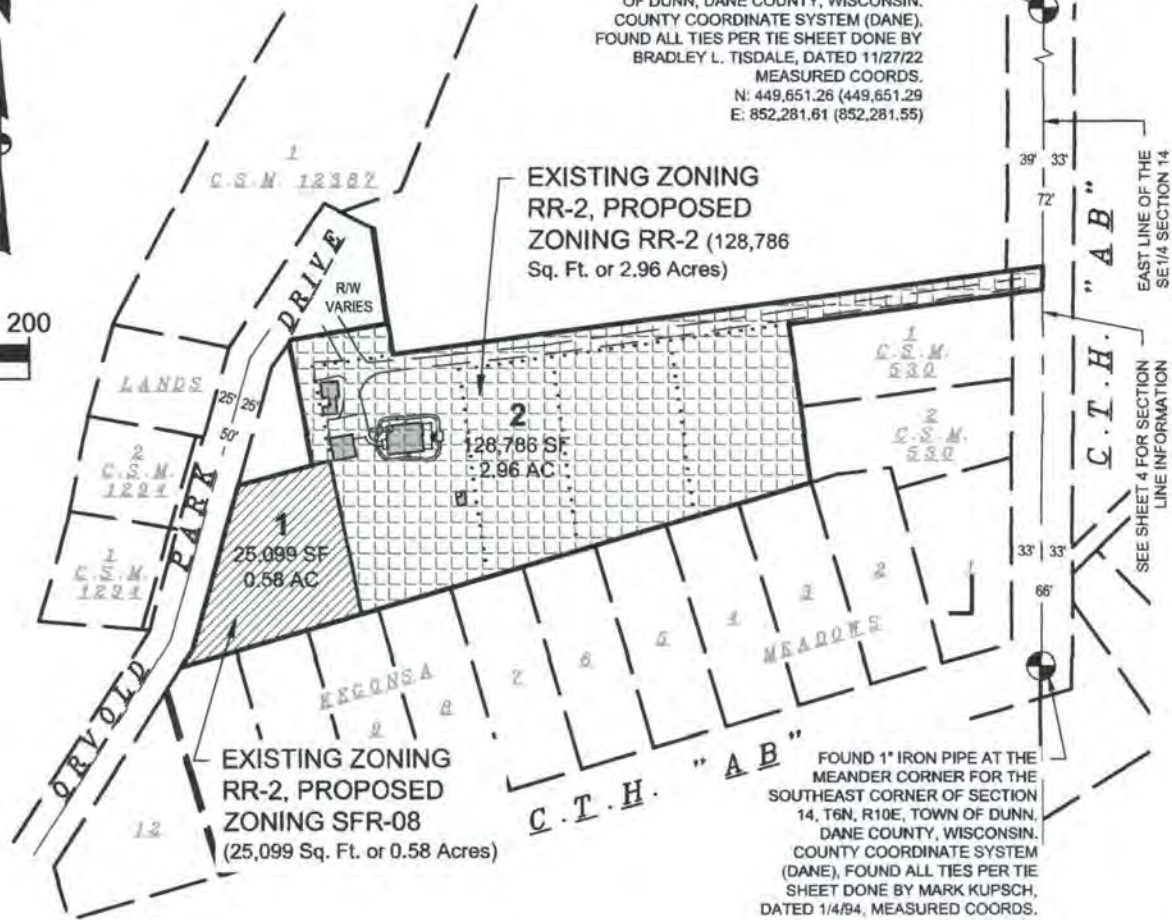 OF DUNN, DANE COUNTY, WISCONSIN.
COUNTY COORDINATE SYSTEM (DANE).
FOUND ALL TIES PER TIE SHEET DONE BY
BRADLEY L. TISDALE, DATED 11/27/22
MEASURED COORDS.
N: 449,651.26 (449,651.29
E: 852,281.61 (852,281.55)
1
C.S.M. 12387
EXISTING ZONING
RR-2, PROPOSED
ZONING RR-2 (128,786
Sq. Ft. or 2.96 Acres)
39' 33'
72'
C.T.H. "AB"
EAST LINE OF THE
SE1/4 SECTION 14
SEE SHEET 4 FOR SECTION
LINE INFORMATION
200
R/W
VARIES
LANDS
25' 25'
50'
2
C.S.M.
1294
1
C.S.M.
1294
ORVOLD PARK DRIVE
1
C.S.M.
530
2
C.S.M.
530
2
128,786 SF
2.96 AC
1
25.099 SF
0.58 AC
33' 33'
66'
KEGONSA
MEADOWS
9
8
7
6
5
4
3
2
1
12
EXISTING ZONING
RR-2, PROPOSED
ZONING SFR-08
(25,099 Sq. Ft. or 0.58 Acres)
C.T.H. "AB"
FOUND 1" IRON PIPE AT THE
MEANDER CORNER FOR THE
SOUTHEAST CORNER OF SECTION
14, T6N, R10E, TOWN OF DUNN,
DANE COUNTY, WISCONSIN.
COUNTY COORDINATE SYSTEM
(DANE), FOUND ALL TIES PER TIE
SHEET DONE BY MARK KUPSCH,
DATED 1/4/94, MEASURED COORDS.